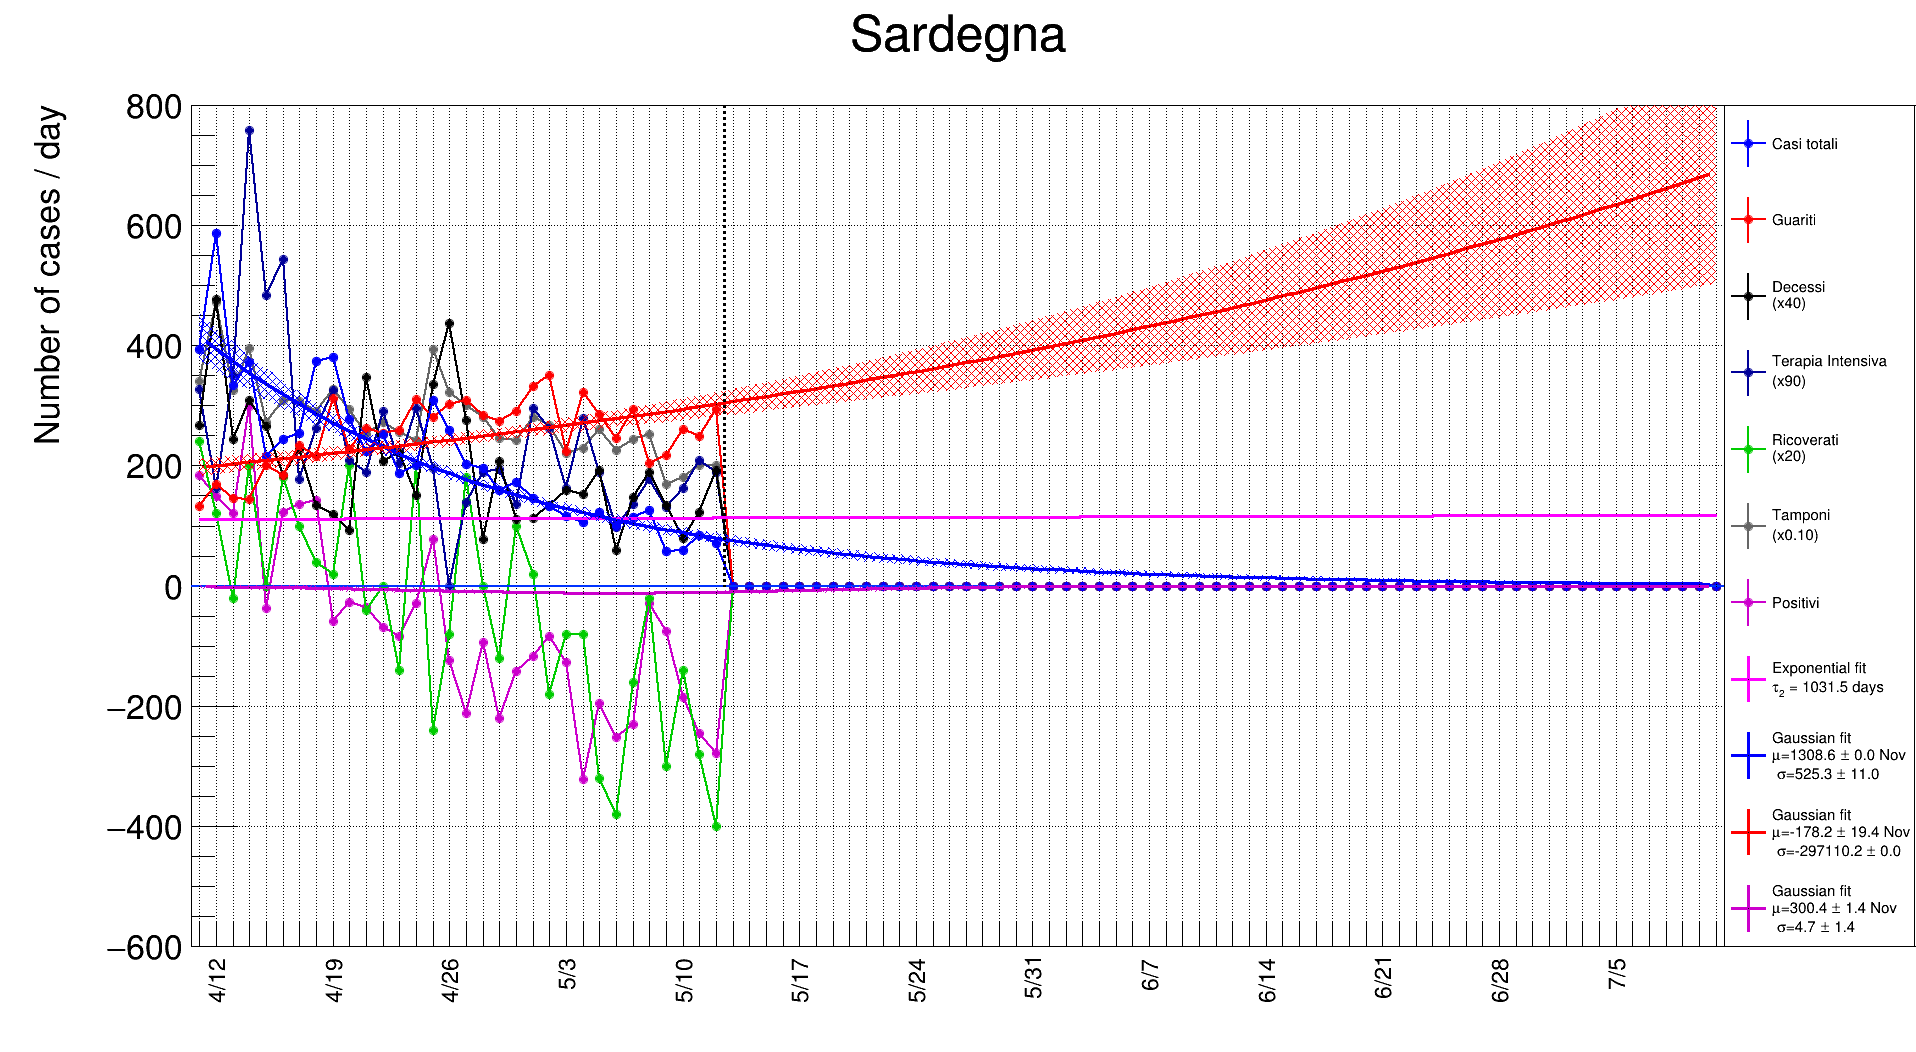 Sardegna
Number of cases / day
800
600
400
200
0
−200
−400
−600
4/12
4/19
4/26
5/3
5/10
5/17
5/24
5/31
6/7
6/14
6/21
6/28
7/5
Casi totali
Guariti
Decessi
(x40)
Terapia Intensiva
(x90)
Ricoverati
(x20)
Tamponi
(x0.10)
Positivi
Exponential fit
τ2 = 1031.5 days
Gaussian fit
μ=1308.6 ± 0.0 Nov
σ=525.3 ± 11.0
Gaussian fit
μ=-178.2 ± 19.4 Nov
σ=-297110.2 ± 0.0
Gaussian fit
μ=300.4 ± 1.4 Nov
σ=4.7 ± 1.4